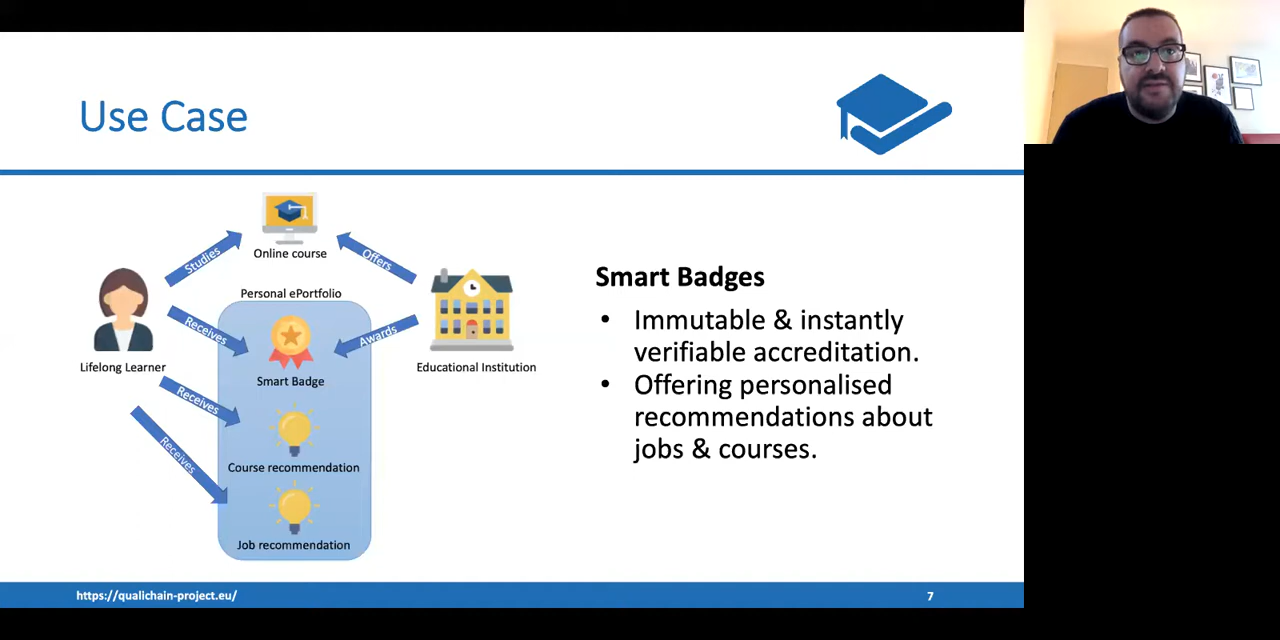 Use Case
Online course
Studies
Offers
Personal ePortfolio
Receives
Awards
Lifelong Learner
Educational Institution
Smart Badge
Receives
Course recommendation
Receives
Job recommendation
Smart Badges
• Immutable & instantly
verifiable accreditation.
• Offering personalised
recommendations about
jobs & courses.
https://qualichain-project.eu/
7